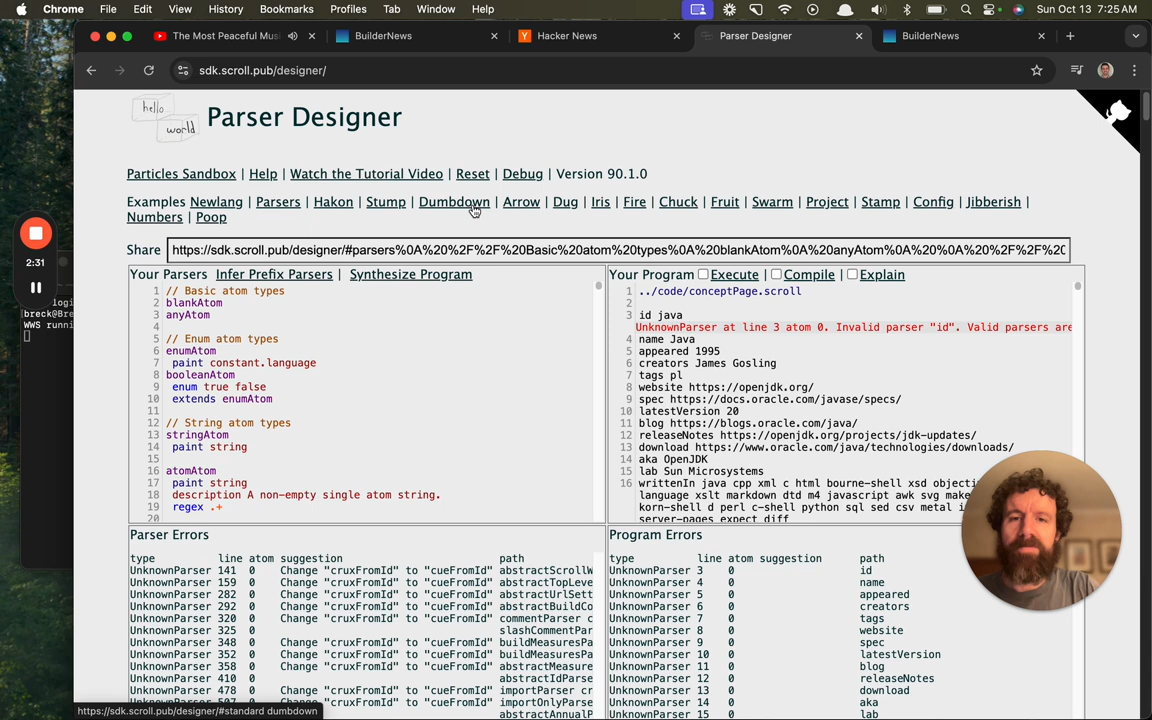 Chrome File Edit View History Bookmarks Profiles Tab Window Help Sun Oct 13 7:25 AM
The Most Peaceful Mus BuilderNews Hacker News Parser Designer BuilderNews
sdk.scroll.pub/designer/
hello
world
Parser Designer
Particles Sandbox | Help | Watch the Tutorial Video | Reset | Debug | Version 90.1.0
Examples Newlang | Parsers | Hakon | Stump | Dumbdown | Arrow | Dug | Iris | Fire | Chuck | Fruit | Swarm | Project | Stamp | Config | Jibberish |
Numbers | Poop
Share https://sdk.scroll.pub/designer/#parsers%0A%20%2F%2F%20Basic%20atom%20types%0A%20blankAtom%0A%20anyAtom%0A%20%0A%20%2F%2F%20
2:31
login
breck@Bre
WWS runni
Your Parsers Infer Prefix Parsers | Synthesize Program
1 // Basic atom types
2 blankAtom
3 anyAtom
4
5 // Enum atom types
6 enumAtom
7 paint constant.language
8 booleanAtom
9 enum true false
10 extends enumAtom
11
12 // String atom types
13 stringAtom
14 paint string
15
16 atomAtom
17 paint string
18 description A non-empty single atom string.
19 regex .+
20
Your Program Execute | Compile | Explain
1 ../code/conceptPage.scroll
2
3 id java
UnknownParser at line 3 atom 0. Invalid parser "id". Valid parsers are
4 name Java
5 appeared 1995
6 creators James Gosling
7 tags pl
8 website https://openjdk.org/
9 spec https://docs.oracle.com/javase/specs/
10 latestVersion 20
11 blog https://blogs.oracle.com/java/
12 releaseNotes https://openjdk.org/projects/jdk-updates/
13 download https://www.oracle.com/java/technologies/downloads/
14 aka OpenJDK
15 lab Sun Microsystems
16 writtenIn java cpp xml c html bourne-shell xsd objectiv
language xslt markdown dtd m4 javascript awk svg make
korn-shell d perl c-shell python sql sed csv metal i
server-pages expect diff
Parser Errors
type line atom suggestion path
UnknownParser 141 0 Change "cruxFromId" to "cueFromId" abstractScrollW
UnknownParser 159 0 Change "cruxFromId" to "cueFromId" abstractTopLeve
UnknownParser 282 0 Change "cruxFromId" to "cueFromId" abstractUrlSett
UnknownParser 292 0 Change "cruxFromId" to "cueFromId" abstractBuildCo
UnknownParser 320 0 Change "cruxFromId" to "cueFromId" commentParser c
UnknownParser 325 0 slashCommentPar
UnknownParser 348 0 Change "cruxFromId" to "cueFromId" buildMeasuresPa
UnknownParser 352 0 Change "cruxFromId" to "cueFromId" buildMeasuresPa
UnknownParser 358 0 Change "cruxFromId" to "cueFromId" abstractMeasure
UnknownParser 410 0 abstractIdParse
UnknownParser 478 0 Change "cruxFromId" to "cueFromId" importParser cr
UnknownParser 507 0 Change "cruxFromId" to "cueFromId" importOnlyParse
abstractAnnualP
Program Errors
type line atom suggestion path
UnknownParser 3 0 id
UnknownParser 4 0 name
UnknownParser 5 0 appeared
UnknownParser 6 0 creators
UnknownParser 7 0 tags
UnknownParser 8 0 website
UnknownParser 9 0 spec
UnknownParser 10 0 latestVersion
UnknownParser 11 0 blog
UnknownParser 12 0 releaseNotes
UnknownParser 13 0 download
UnknownParser 14 0 aka
UnknownParser 15 0 lab
https://sdk.scroll.pub/designer/#standard dumbdown